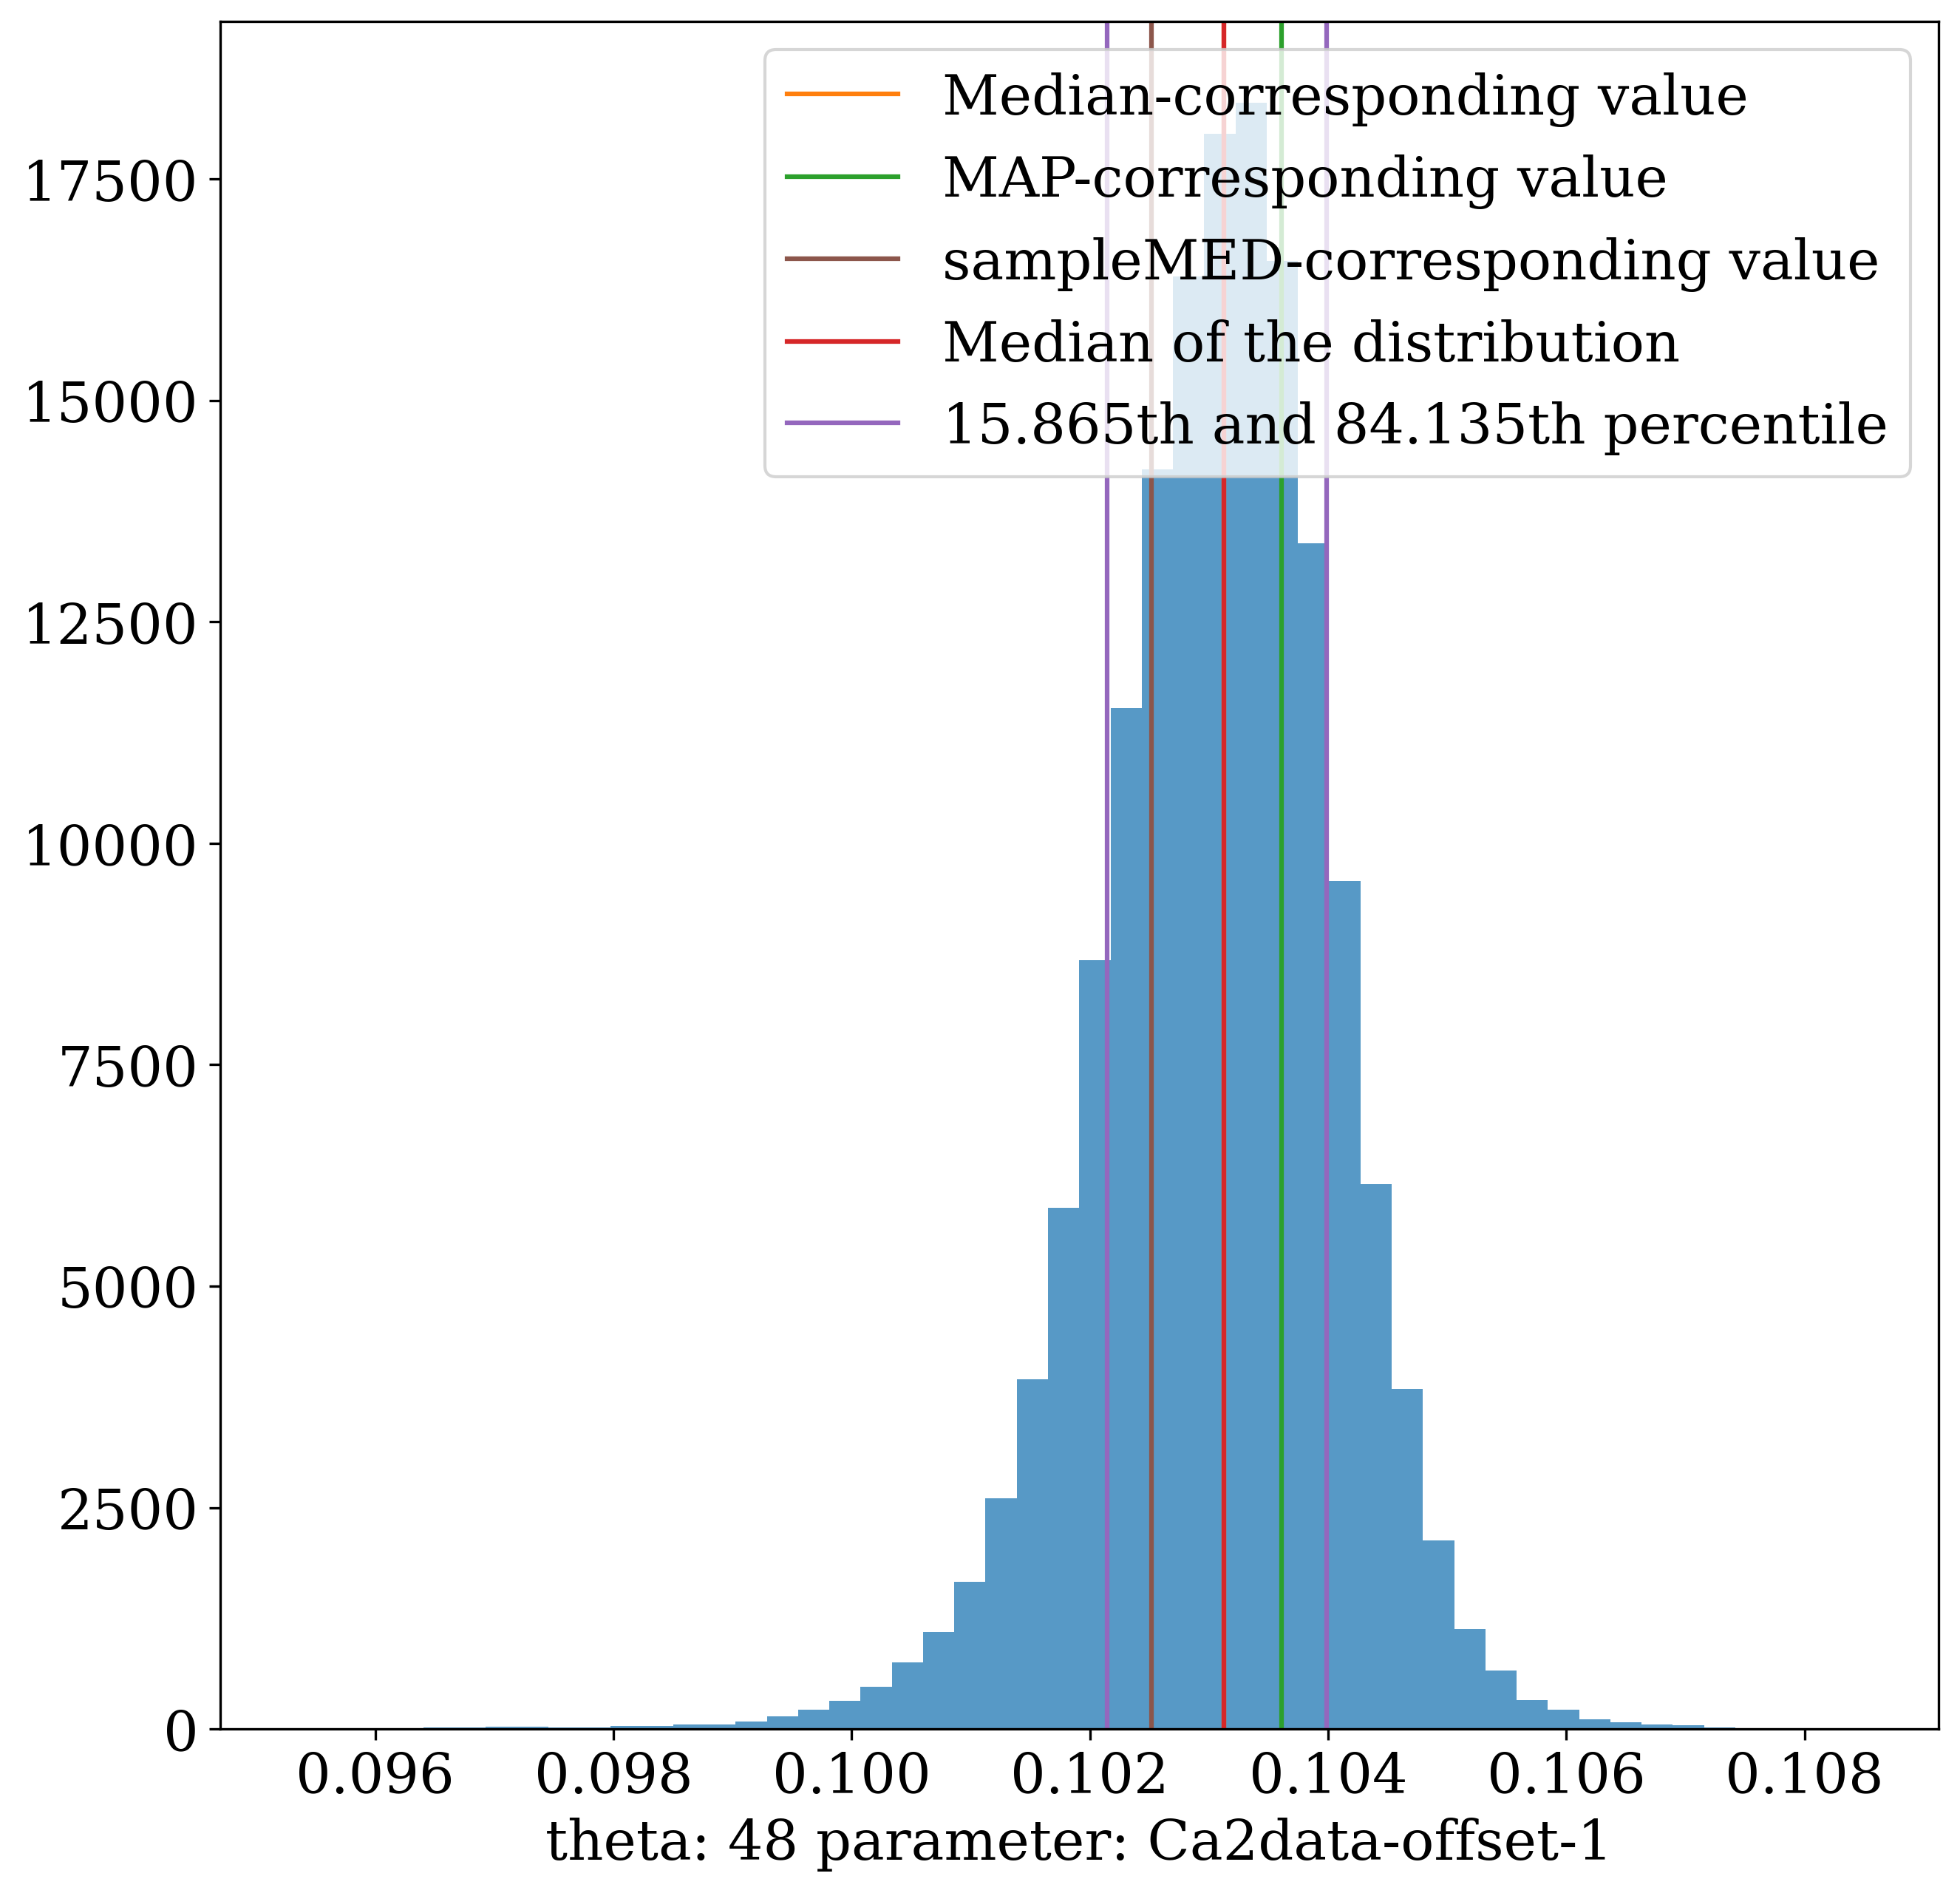 Median-corresponding value
MAP-corresponding value
sampleMED-corresponding value
Median of the distribution
15.865th and 84.135th percentile
17500
15000
12500
10000
7500
5000
2500
0
0.096 0.098 0.100 0.102 0.104 0.106 0.108
theta: 48 parameter: Ca2data-offset-1